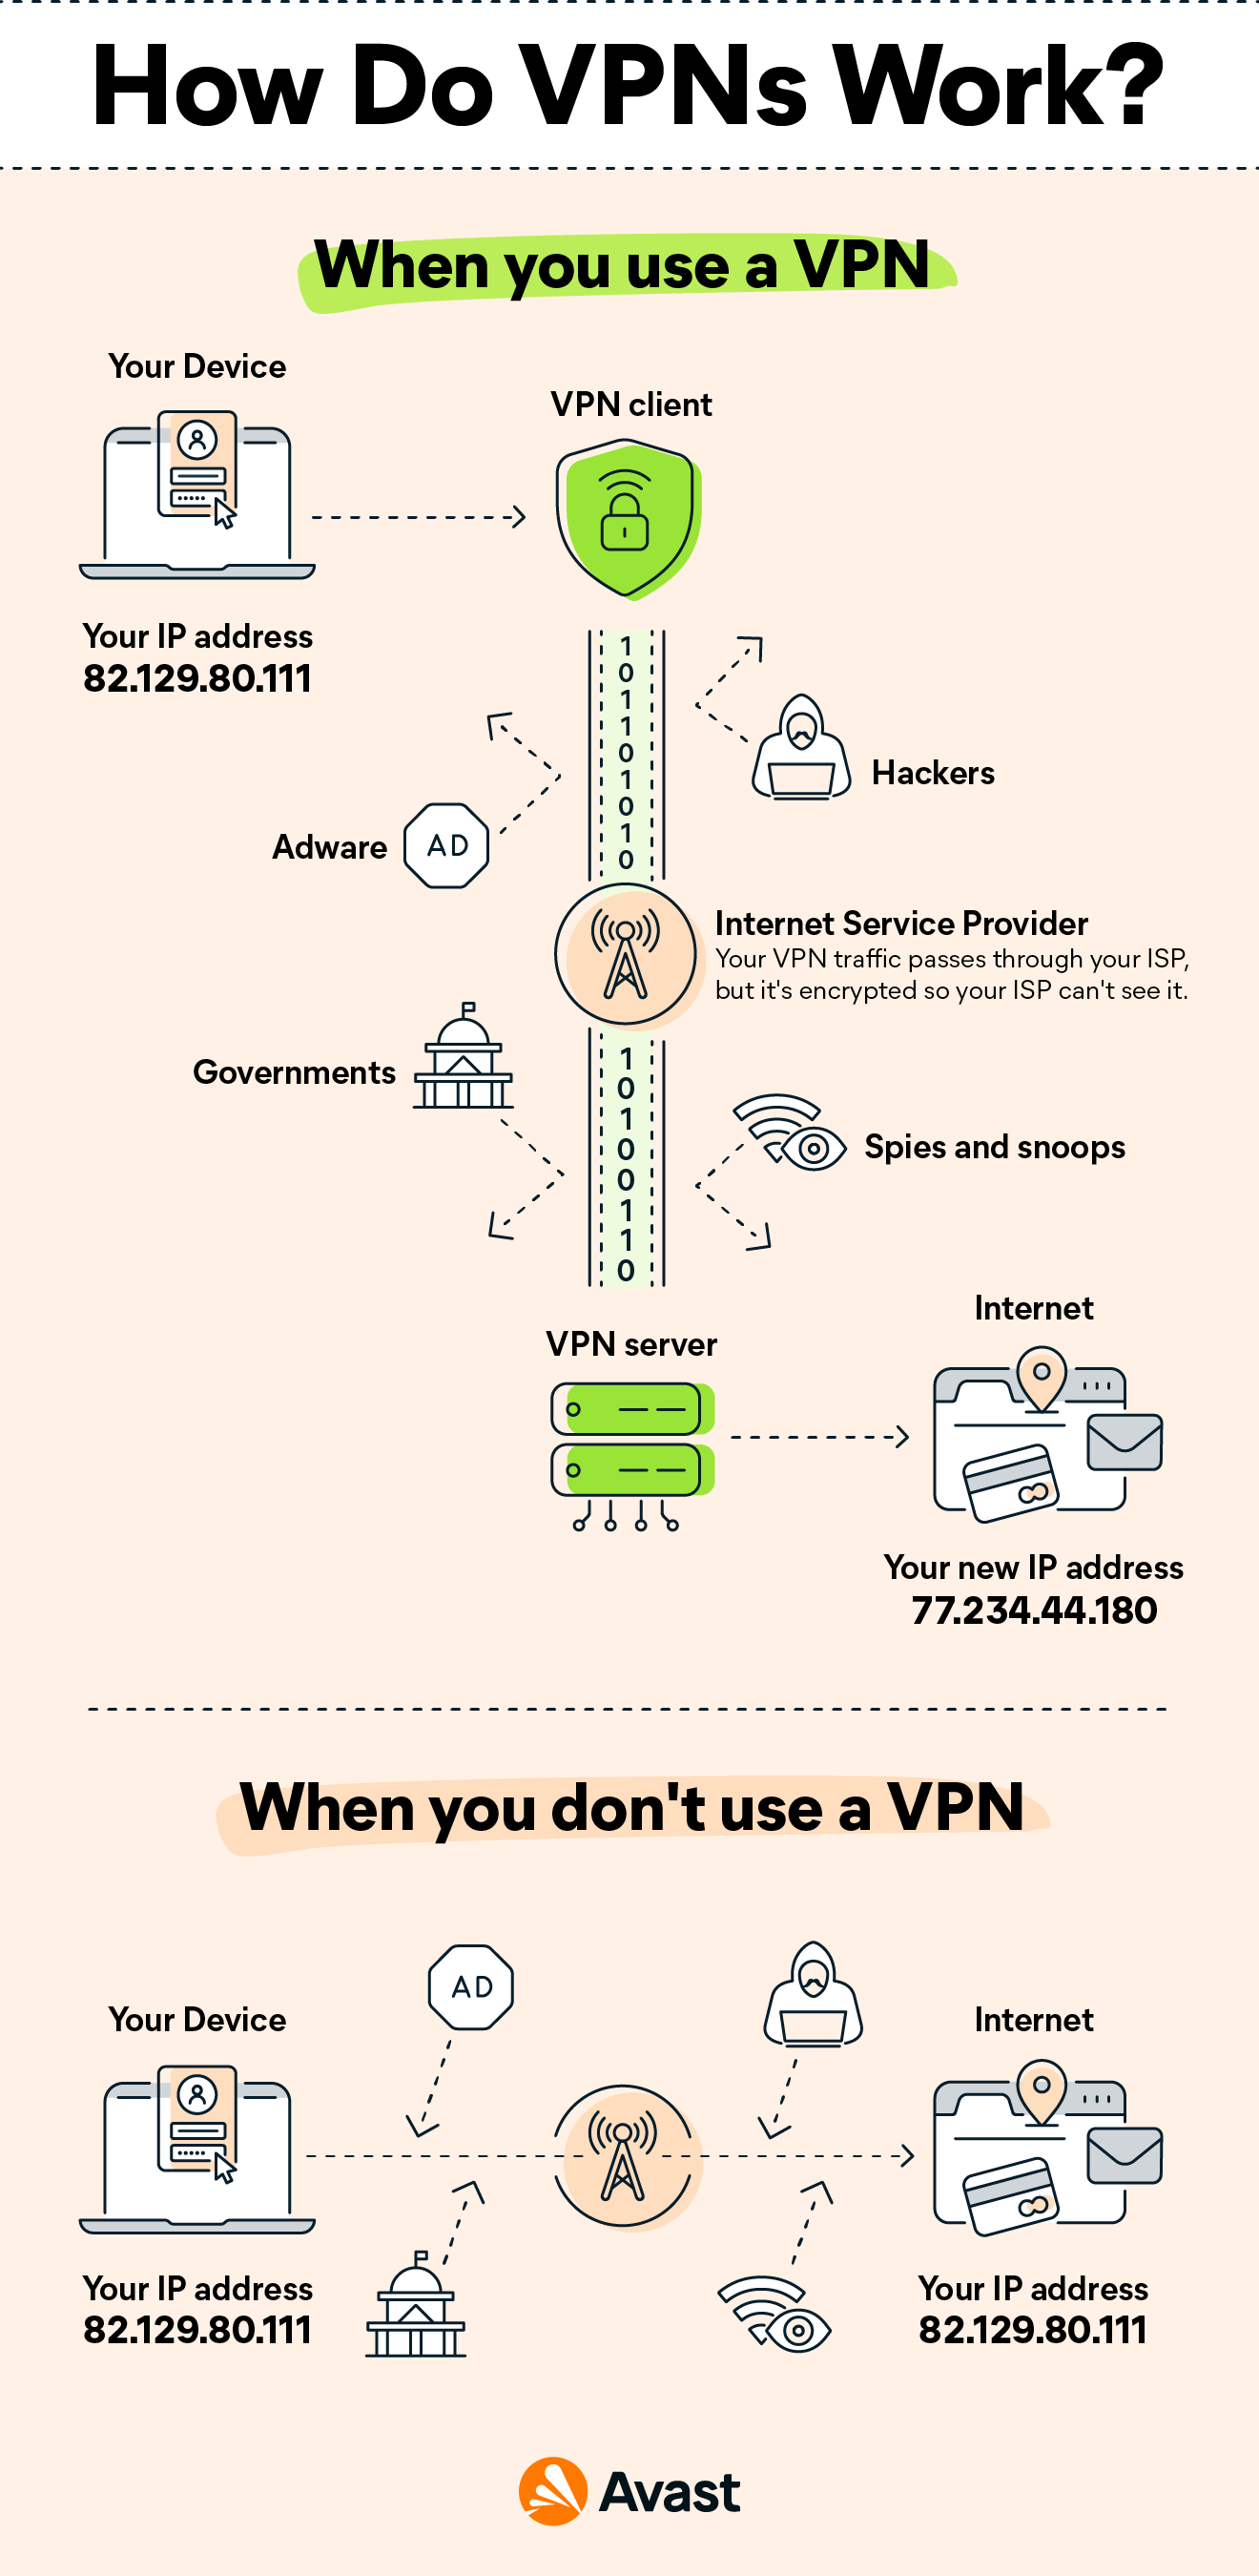 How Do VPNs Work?
When you use a VPN
Your Device
VPN client
Your IP address
82.129.80.111
1
0
1
1
0
1
0
1
0
Hackers
Adware
AD
Internet Service Provider
Your VPN traffic passes through your ISP,
but it's encrypted so your ISP can't see it.
Governments
1
0
1
0
0
1
1
0
Spies and snoops
VPN server
Internet
Your new IP address
77.234.44.180
When you don't use a VPN
AD
Your Device
Internet
Your IP address
82.129.80.111
Your IP address
82.129.80.111
Avast